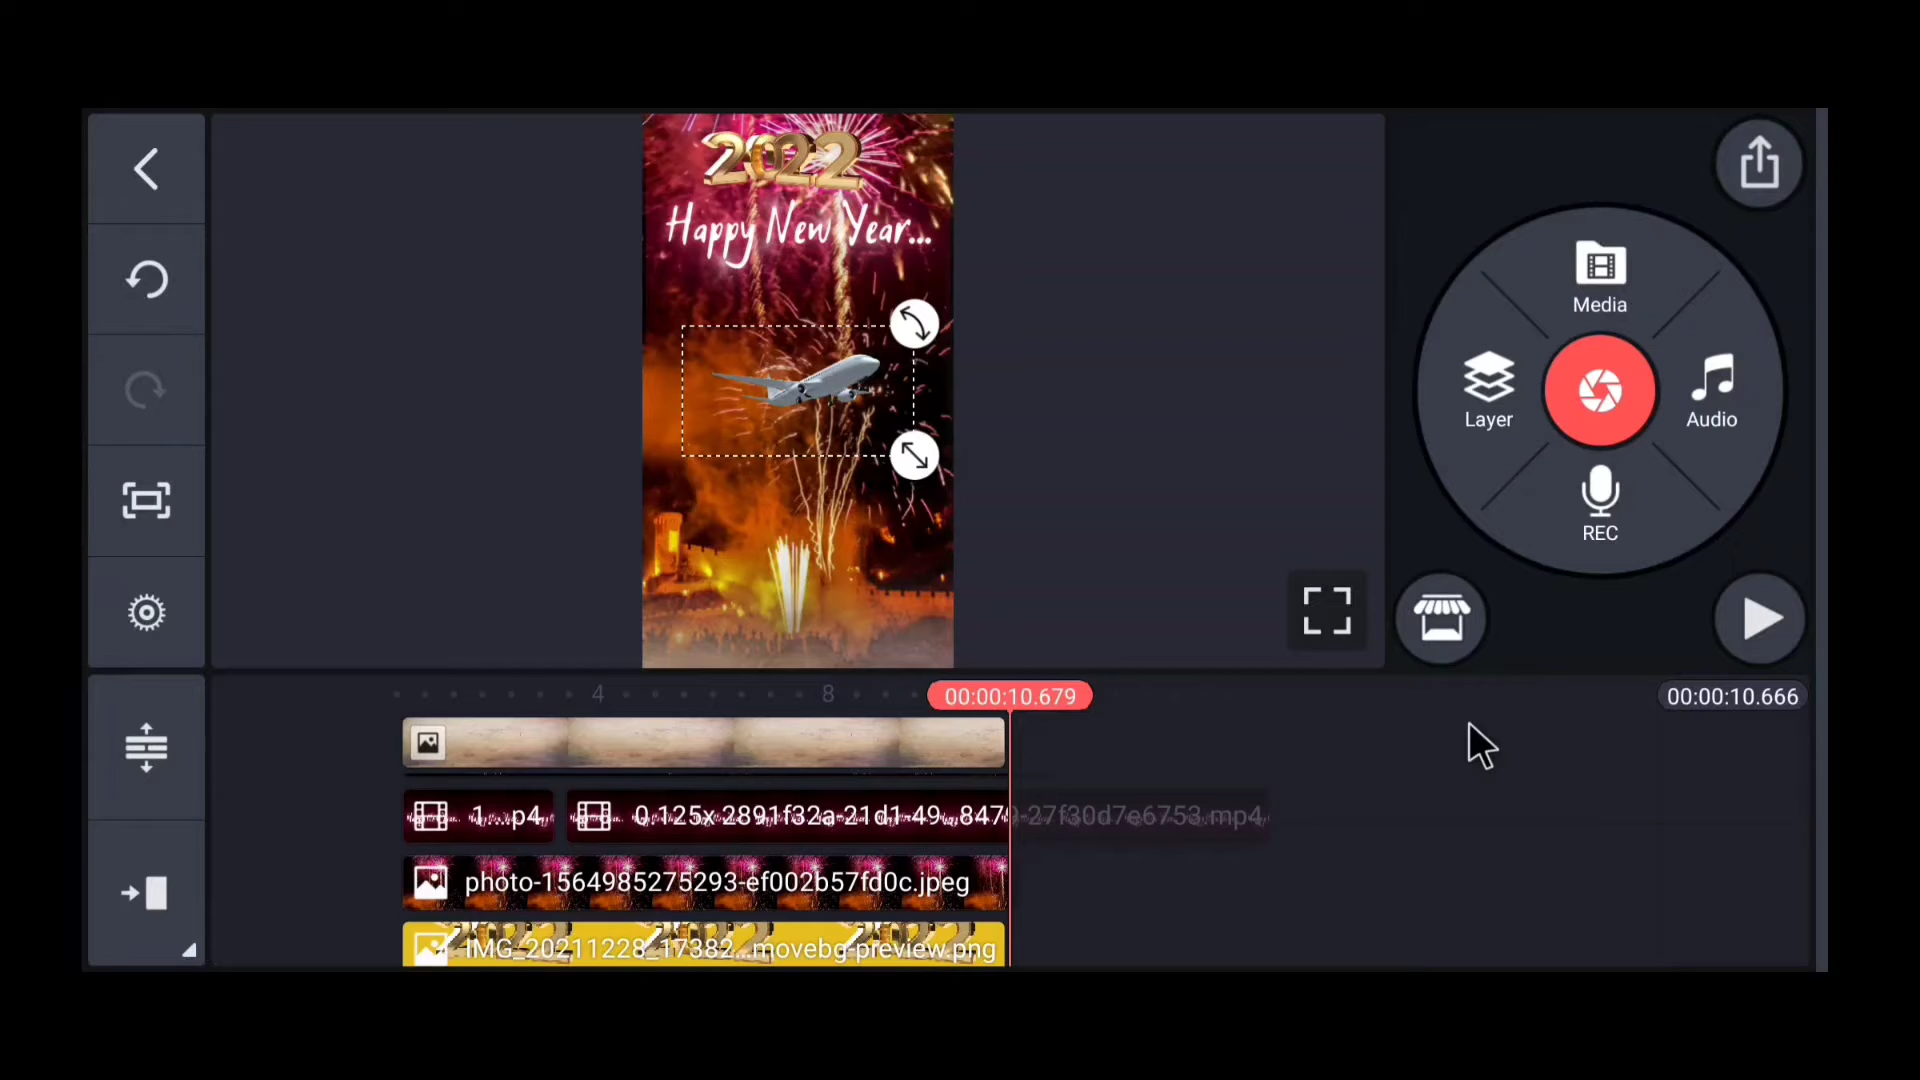 2022
Happy New Year...
Media
Layer
Audio
REC
4
8
00:00:10.679
00:00:10.666
1....p4
0.125x 2891f32a-21d1-49...8470-27f30d7e6753.mp4
photo-1564985275293-ef002b57fd0c.jpeg
IMG_20211228_17382...movebg-preview.png